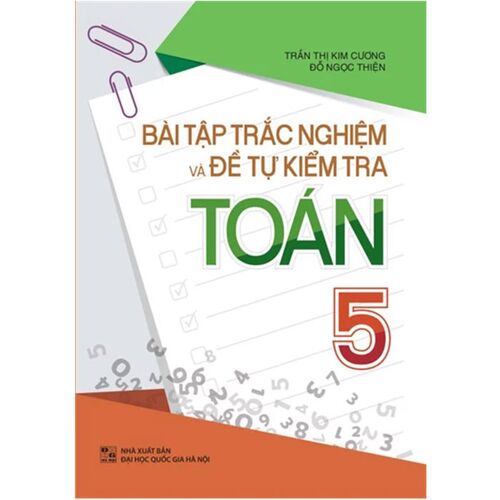 TRẦN THỊ KIM CƯƠNG
ĐỖ NGỌC THIỆN
BÀI TẬP TRẮC NGHIỆM
VÀ ĐỀ TỰ KIỂM TRA
TOÁN
5
NHÀ XUẤT BẢN
ĐẠI HỌC QUỐC GIA HÀ NỘI